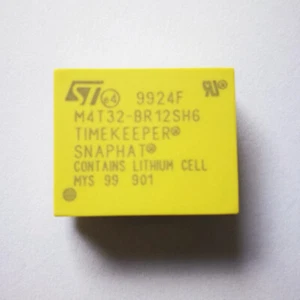 ST e4 9924F
M4T32-BR12SH6
TIMEKEEPER®
SNAPHAT®
CONTAINS LITHIUM CELL
MYS 99 901